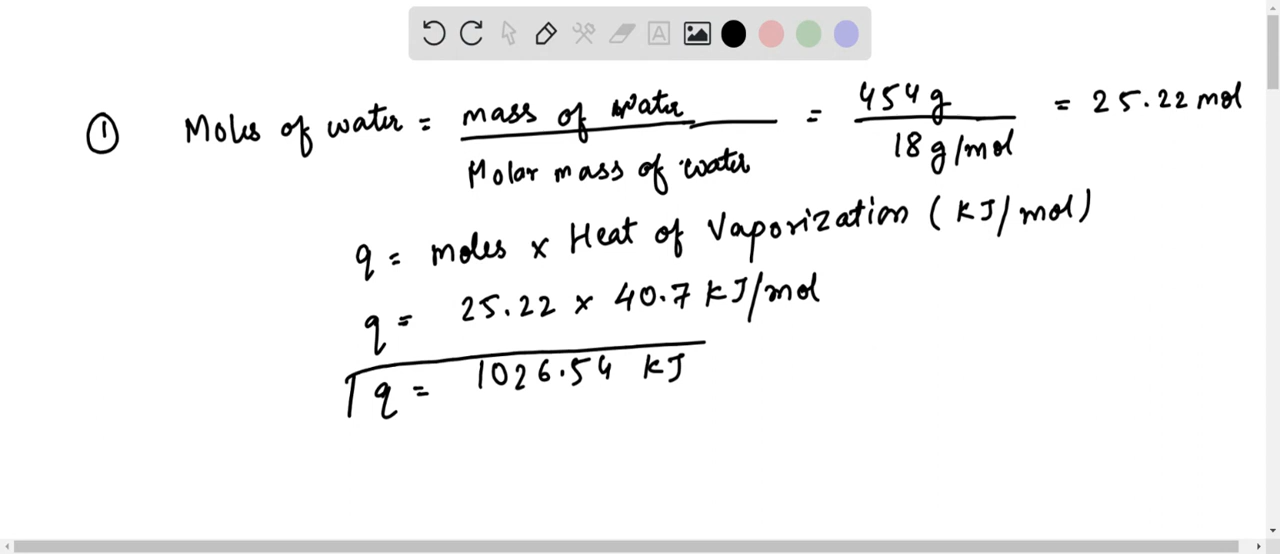 ① Moles of water = mass of water / Molar mass of water = 454 g / 18 g/mol = 25.22 mol
q = moles × Heat of Vaporization (KJ/mol)
q = 25.22 × 40.7 KJ/mol
q = 1026.54 KJ